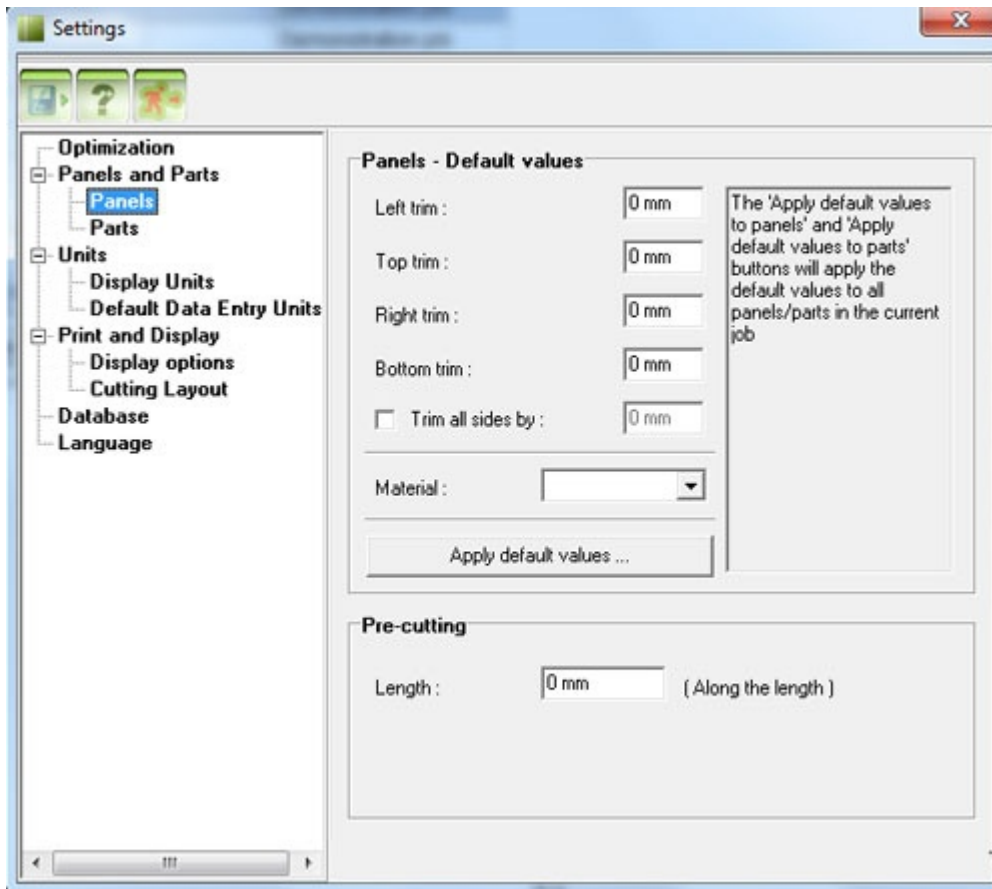 Settings
Optimization
Panels and Parts
Panels
Parts
Units
Display Units
Default Data Entry Units
Print and Display
Display options
Cutting Layout
Database
Language
Panels - Default values
Left trim : 0 mm
Top trim : 0 mm
Right trim : 0 mm
Bottom trim : 0 mm
Trim all sides by : 0 mm
Material :
Apply default values ...
The 'Apply default values
to panels' and 'Apply
default values to parts'
buttons will apply the
default values to all
panels/parts in the current
job
Pre-cutting
Length : 0 mm ( Along the length )